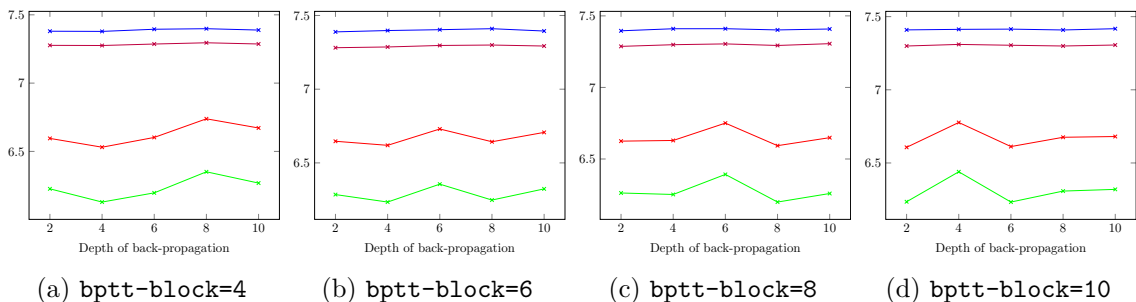 7.5
7
6.5
2 4 6 8 10
Depth of back-propagation
(a) bptt-block=4
7.5
7
6.5
2 4 6 8 10
Depth of back-propagation
(b) bptt-block=6
7.5
7
6.5
2 4 6 8 10
Depth of back-propagation
(c) bptt-block=8
7.5
7
6.5
2 4 6 8 10
Depth of back-propagation
(d) bptt-block=10